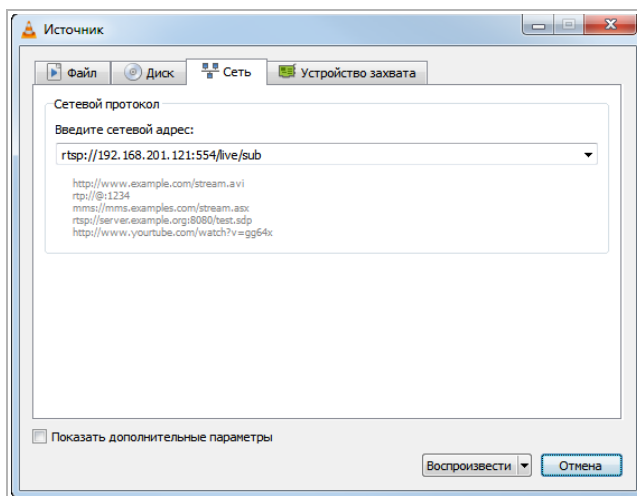 Источник
Файл
Диск
Сеть
Устройство захвата
Сетевой протокол
Введите сетевой адрес:
rtsp://192.168.201.121:554/live/sub
http://www.example.com/stream.avi
rtp://@:1234
mms://mms.examples.com/stream.asx
rtsp://server.example.org:8080/test.sdp
http://www.yourtube.com/watch?v=gg64x
Показать дополнительные параметры
Воспроизвести
Отмена